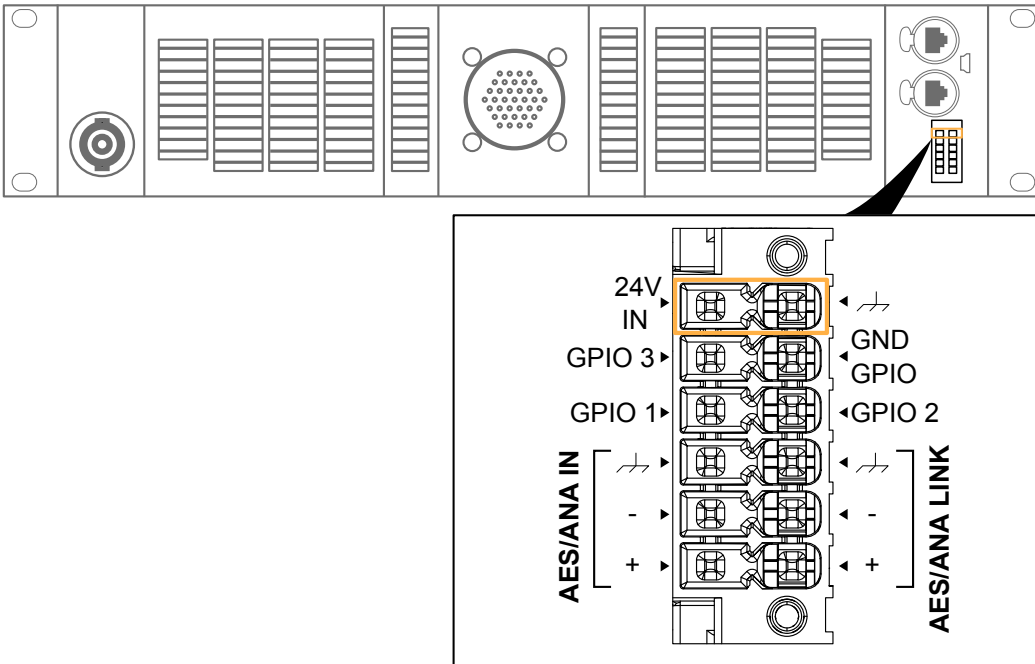 24V
IN
GPIO 3
GND
GPIO
GPIO 1
GPIO 2
AES/ANA IN
-
+
AES/ANA LINK
-
+